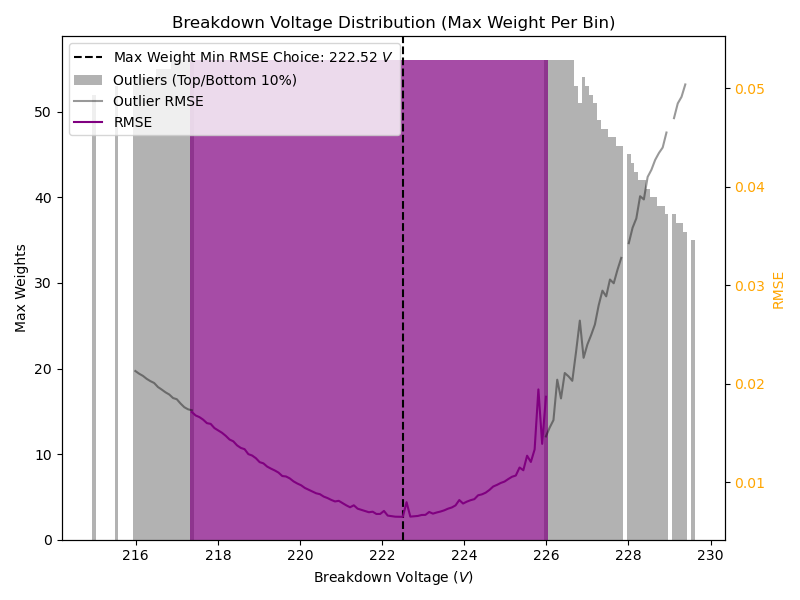 Breakdown Voltage Distribution (Max Weight Per Bin)
Max Weight Min RMSE Choice: 222.52 V
Outliers (Top/Bottom 10%)
Outlier RMSE
RMSE
Max Weights
50
40
30
20
10
0
0.05
0.04
0.03
0.02
0.01
RMSE
216 218 220 222 224 226 228 230
Breakdown Voltage (V)